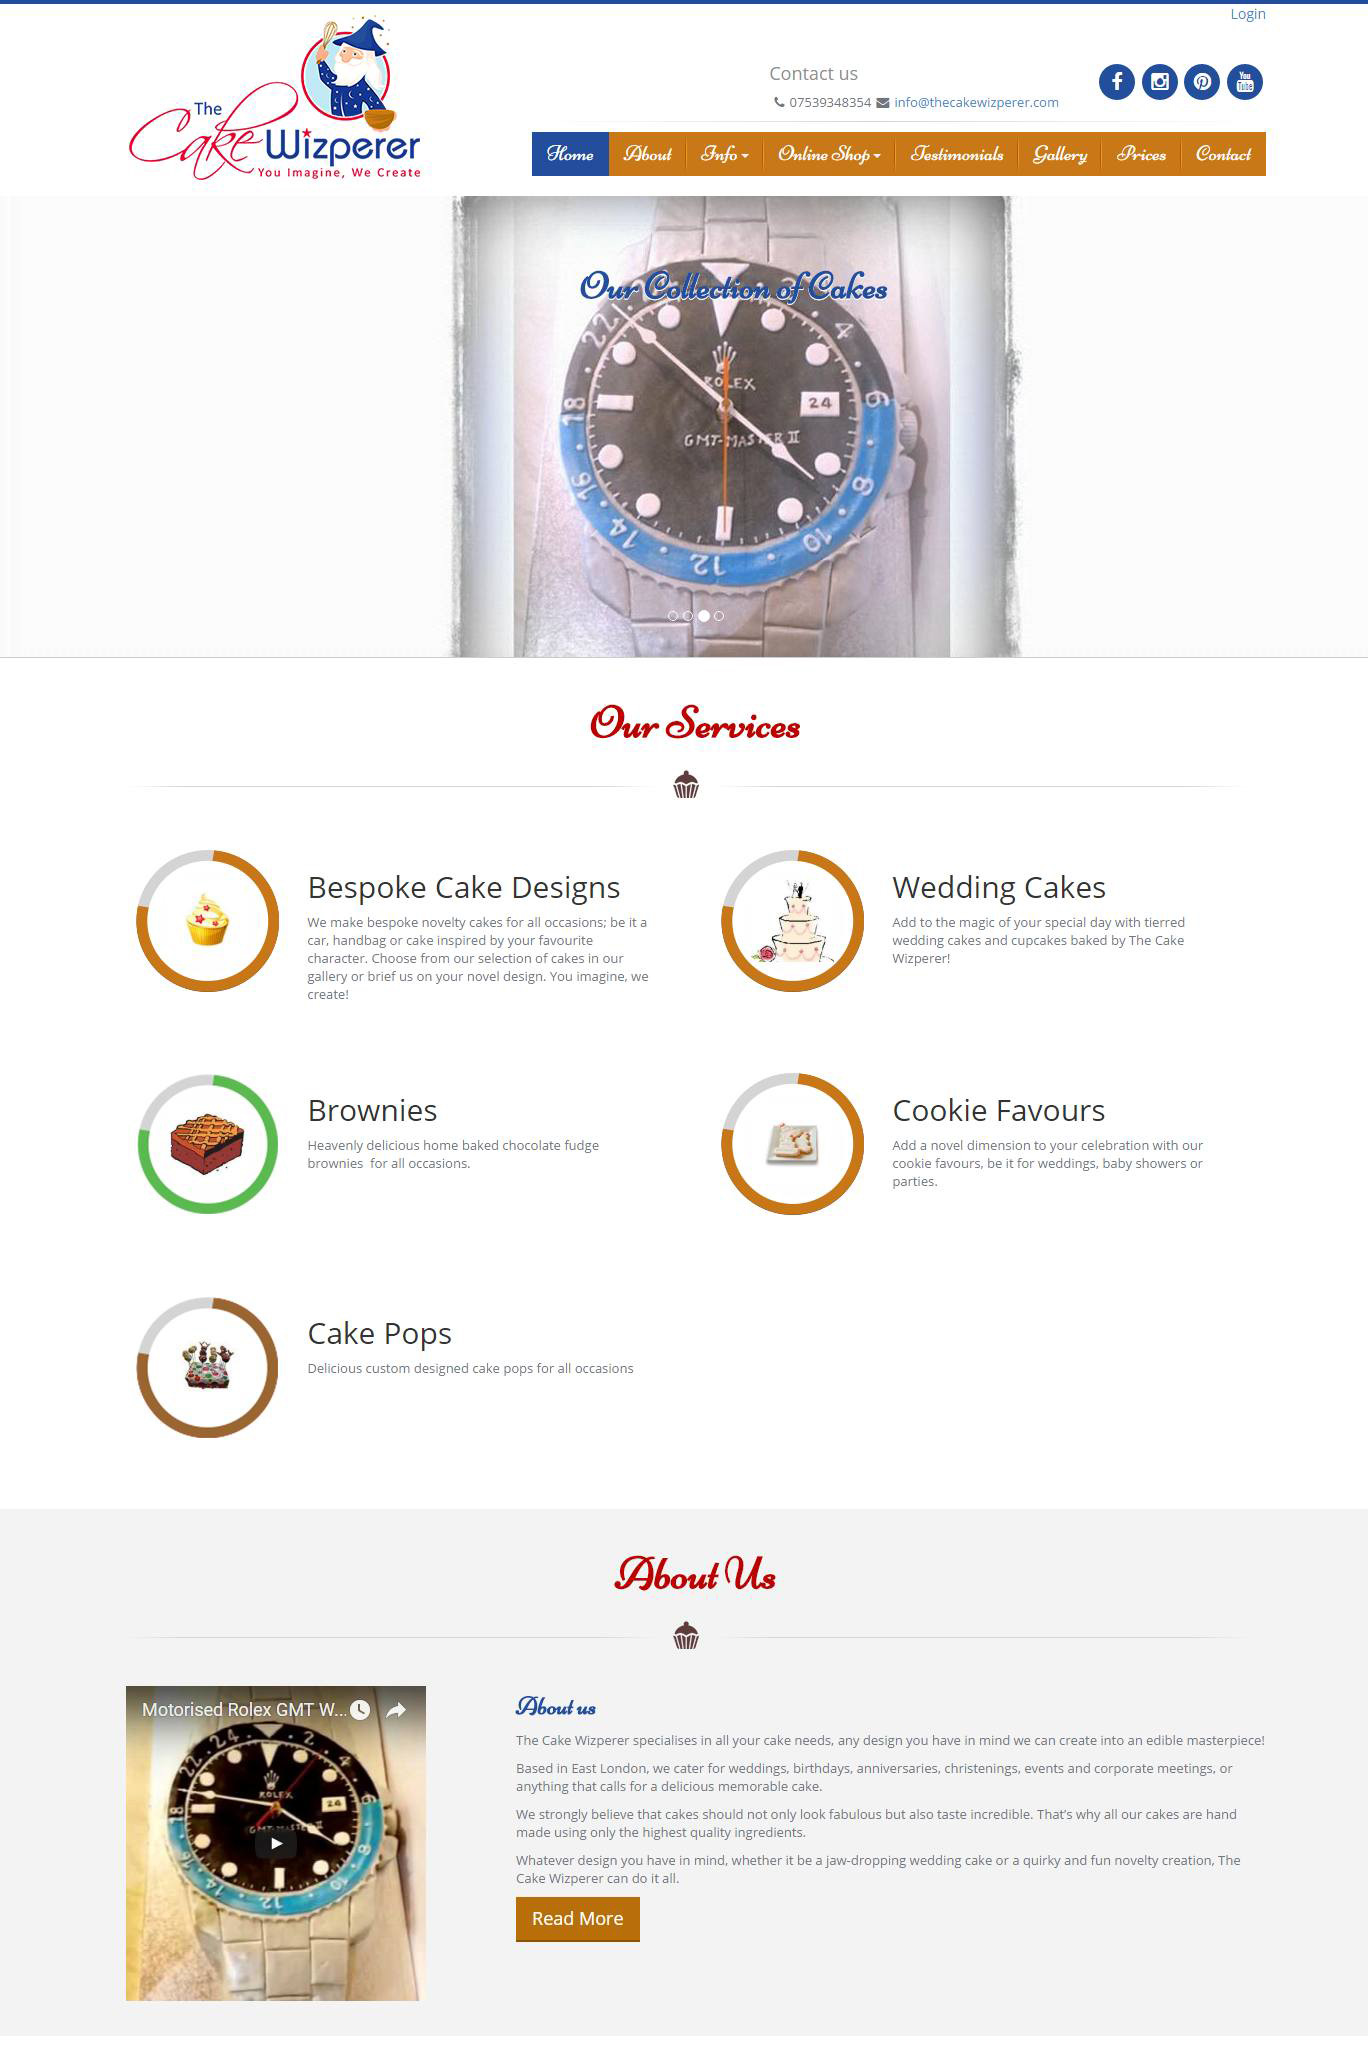 Login
The
Cake Wizperer
You Imagine, We Create
Contact us
07539348354 info@thecakewizperer.com
You
Tube
Home About Info Online Shop Testimonials Gallery Prices Contact
Our Collection of Cakes
22 4
ROLEX
18 24 6
GMT-MASTER II
16 8
14 10
12
Our Services
Bespoke Cake Designs
We make bespoke novelty cakes for all occasions; be it a
car, handbag or cake inspired by your favourite
character. Choose from our selection of cakes in our
gallery or brief us on your novel design. You imagine, we
create!
Wedding Cakes
Add to the magic of your special day with tierred
wedding cakes and cupcakes baked by The Cake
Wizperer!
Brownies
Heavenly delicious home baked chocolate fudge
brownies for all occasions.
Cookie Favours
Add a novel dimension to your celebration with our
cookie favours, be it for weddings, baby showers or
parties.
Cake Pops
Delicious custom designed cake pops for all occasions
About Us
Motorised Rolex GMT W...
22 24 2 4
ROLEX
24
GMT-MASTER II
14 10
12
About us
The Cake Wizperer specialises in all your cake needs, any design you have in mind we can create into an edible masterpiece!
Based in East London, we cater for weddings, birthdays, anniversaries, christenings, events and corporate meetings, or
anything that calls for a delicious memorable cake.
We strongly believe that cakes should not only look fabulous but also taste incredible. That's why all our cakes are hand
made using only the highest quality ingredients.
Whatever design you have in mind, whether it be a jaw-dropping wedding cake or a quirky and fun novelty creation, The
Cake Wizperer can do it all.
Read More